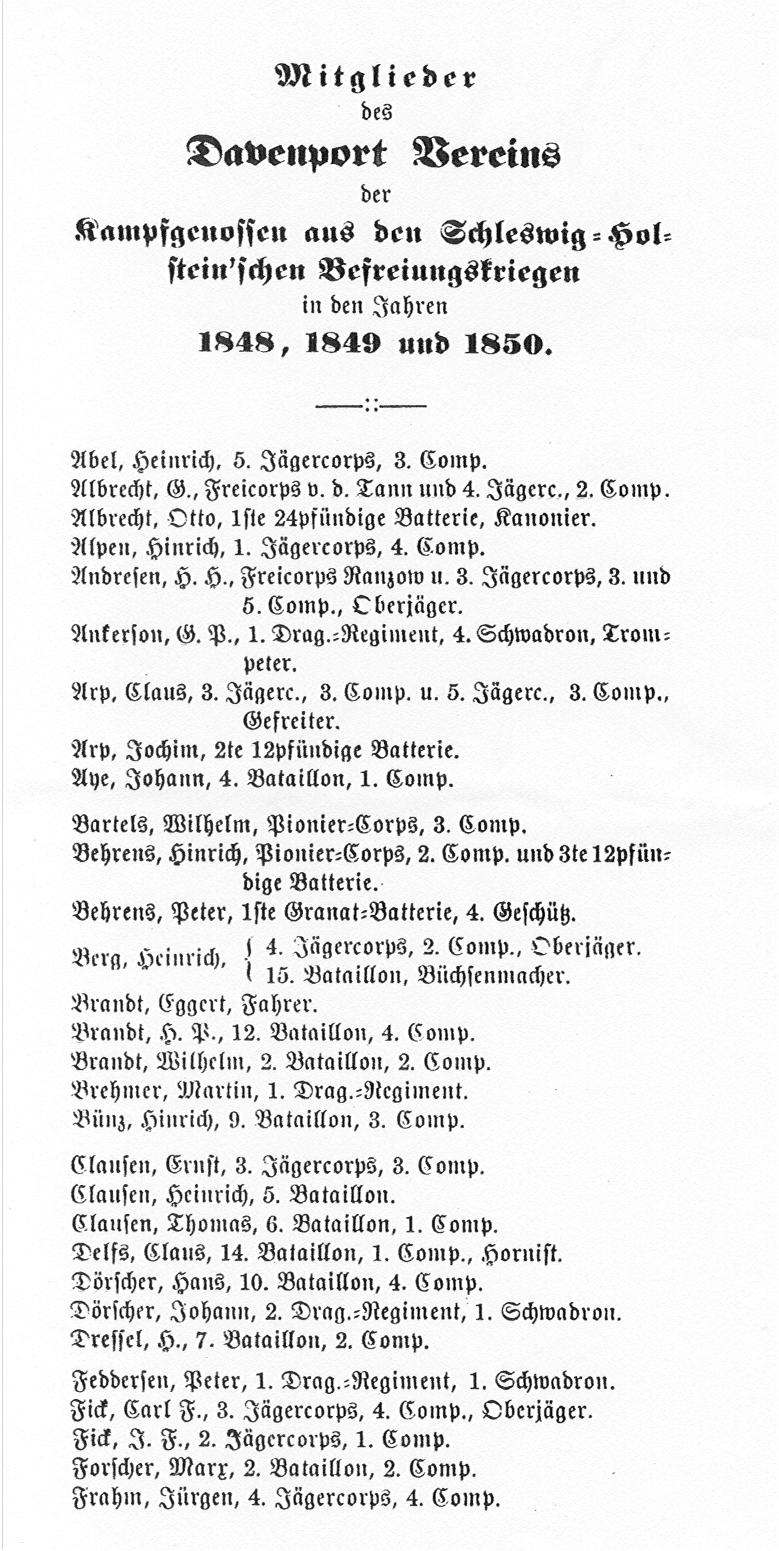 Mitglieder
des
Davenport Vereins
der
Kampfgenossen aus den Schleswig-Hol-
stein'schen Befreiungskriegen
in den Jahren
1848, 1849 und 1850.
Abel, Heinrich, 5. Jägercorps, 3. Comp.
Albrecht, G., Freicorps v. d. Tann und 4. Jägerc., 2. Comp.
Albrecht, Otto, 1ste 24pfündige Batterie, Kanonier.
Alpen, Hinrich, 1. Jägercorps, 4. Comp.
Andresen, H. H., Freicorps Ranzow u. 3. Jägercorps, 3. und
5. Comp., Oberjäger.
Ankerson, G. P., 1. Drag.-Regiment, 4. Schwadron, Trom-
peter.
Arp, Claus, 3. Jägerc., 3. Comp. u. 5. Jägerc., 3. Comp.,
Gefreiter.
Arp, Jochim, 2te 12pfündige Batterie.
Aye, Johann, 4. Bataillon, 1. Comp.
Bartels, Wilhelm, Pionier-Corps, 3. Comp.
Behrens, Hinrich, Pionier-Corps, 2. Comp. und 3te 12pfün-
dige Batterie.
Behrens, Peter, 1ste Granat-Batterie, 4. Geschütz.
Berg, Heinrich, { 4. Jägercorps, 2. Comp., Oberjäger.
15. Bataillon, Büchsenmacher.
Brandt, Eggert, Fahrer.
Brandt, H. P., 12. Bataillon, 4. Comp.
Brandt, Wilhelm, 2. Bataillon, 2. Comp.
Brehmer, Martin, 1. Drag.-Regiment.
Bünz, Hinrich, 9. Bataillon, 3. Comp.
Clausen, Ernst, 3. Jägercorps, 3. Comp.
Clausen, Heinrich, 5. Bataillon.
Clausen, Thomas, 6. Bataillon, 1. Comp.
Delfs, Claus, 14. Bataillon, 1. Comp., Hornist.
Dörscher, Hans, 10. Bataillon, 4. Comp.
Dörscher, Johann, 2. Drag.-Regiment, 1. Schwadron.
Dressel, H., 7. Bataillon, 2. Comp.
Feddersen, Peter, 1. Drag.-Regiment, 1. Schwadron.
Fick, Carl F., 3. Jägercorps, 4. Comp., Oberjäger.
Fick, J. F., 2. Jägercorps, 1. Comp.
Forscher, Marx, 2. Bataillon, 2. Comp.
Frahm, Jürgen, 4. Jägercorps, 4. Comp.